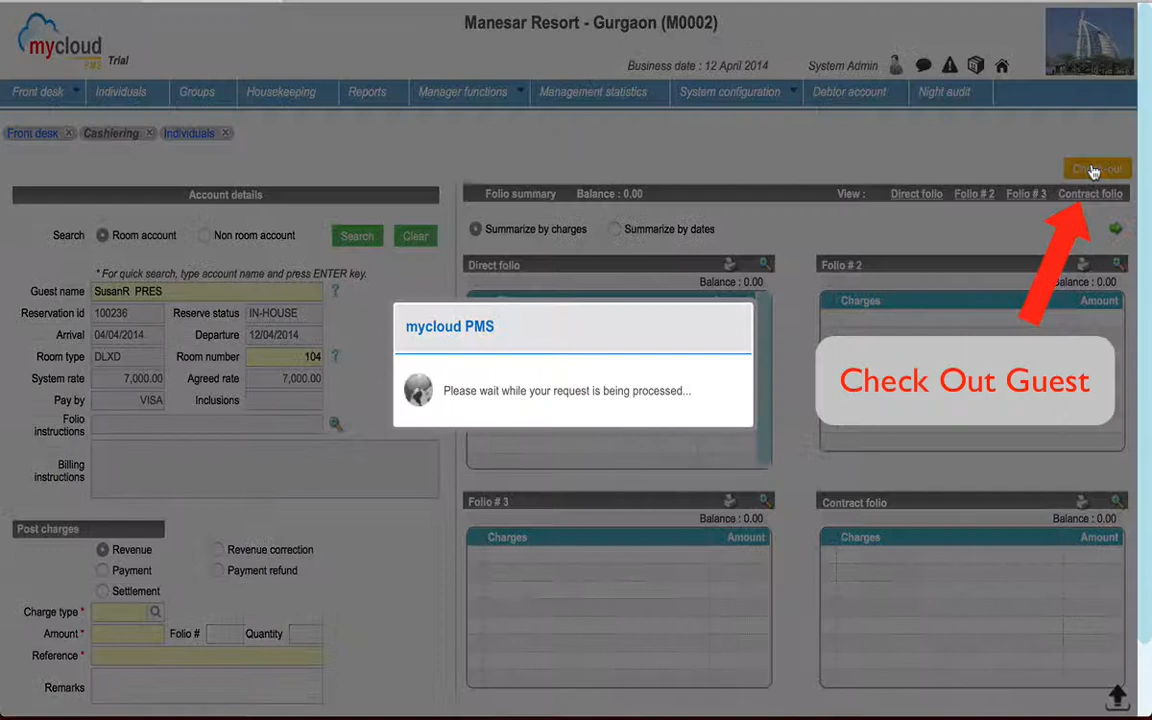 Manesar Resort - Gurgaon (M0002)
mycloud
PMS
Trial
Business date : 12 April 2014 System Admin
Front desk Individuals Groups Housekeeping Reports Manager functions Management statistics System configuration Debtor account Night audit
Front desk Cashiering Individuals
Check-out
Account details
Folio summary Balance : 0.00 View : Direct folio Folio # 2 Folio # 3 Contract folio
Search Room account Non room account Search Clear
Summarize by charges Summarize by dates
* For quick search, type account name and press ENTER key.
Guest name SusanR PRES ?
Reservation id 100236 Reserve status IN-HOUSE
Arrival 04/04/2014 Departure 12/04/2014
Room type DLXD Room number 104 ?
System rate 7,000.00 Agreed rate 7,000.00
Pay by VISA Inclusions
Folio instructions
Billing instructions
Direct folio
Balance : 0.00
Folio # 2
Balance : 0.00
Charges Amount
mycloud PMS
Please wait while your request is being processed...
Check Out Guest
Post charges
Revenue Revenue correction
Payment Payment refund
Settlement
Charge type *
Amount * Folio # Quantity
Reference *
Remarks
Folio # 3
Balance : 0.00
Charges Amount
Contract folio
Balance : 0.00
Charges Amount